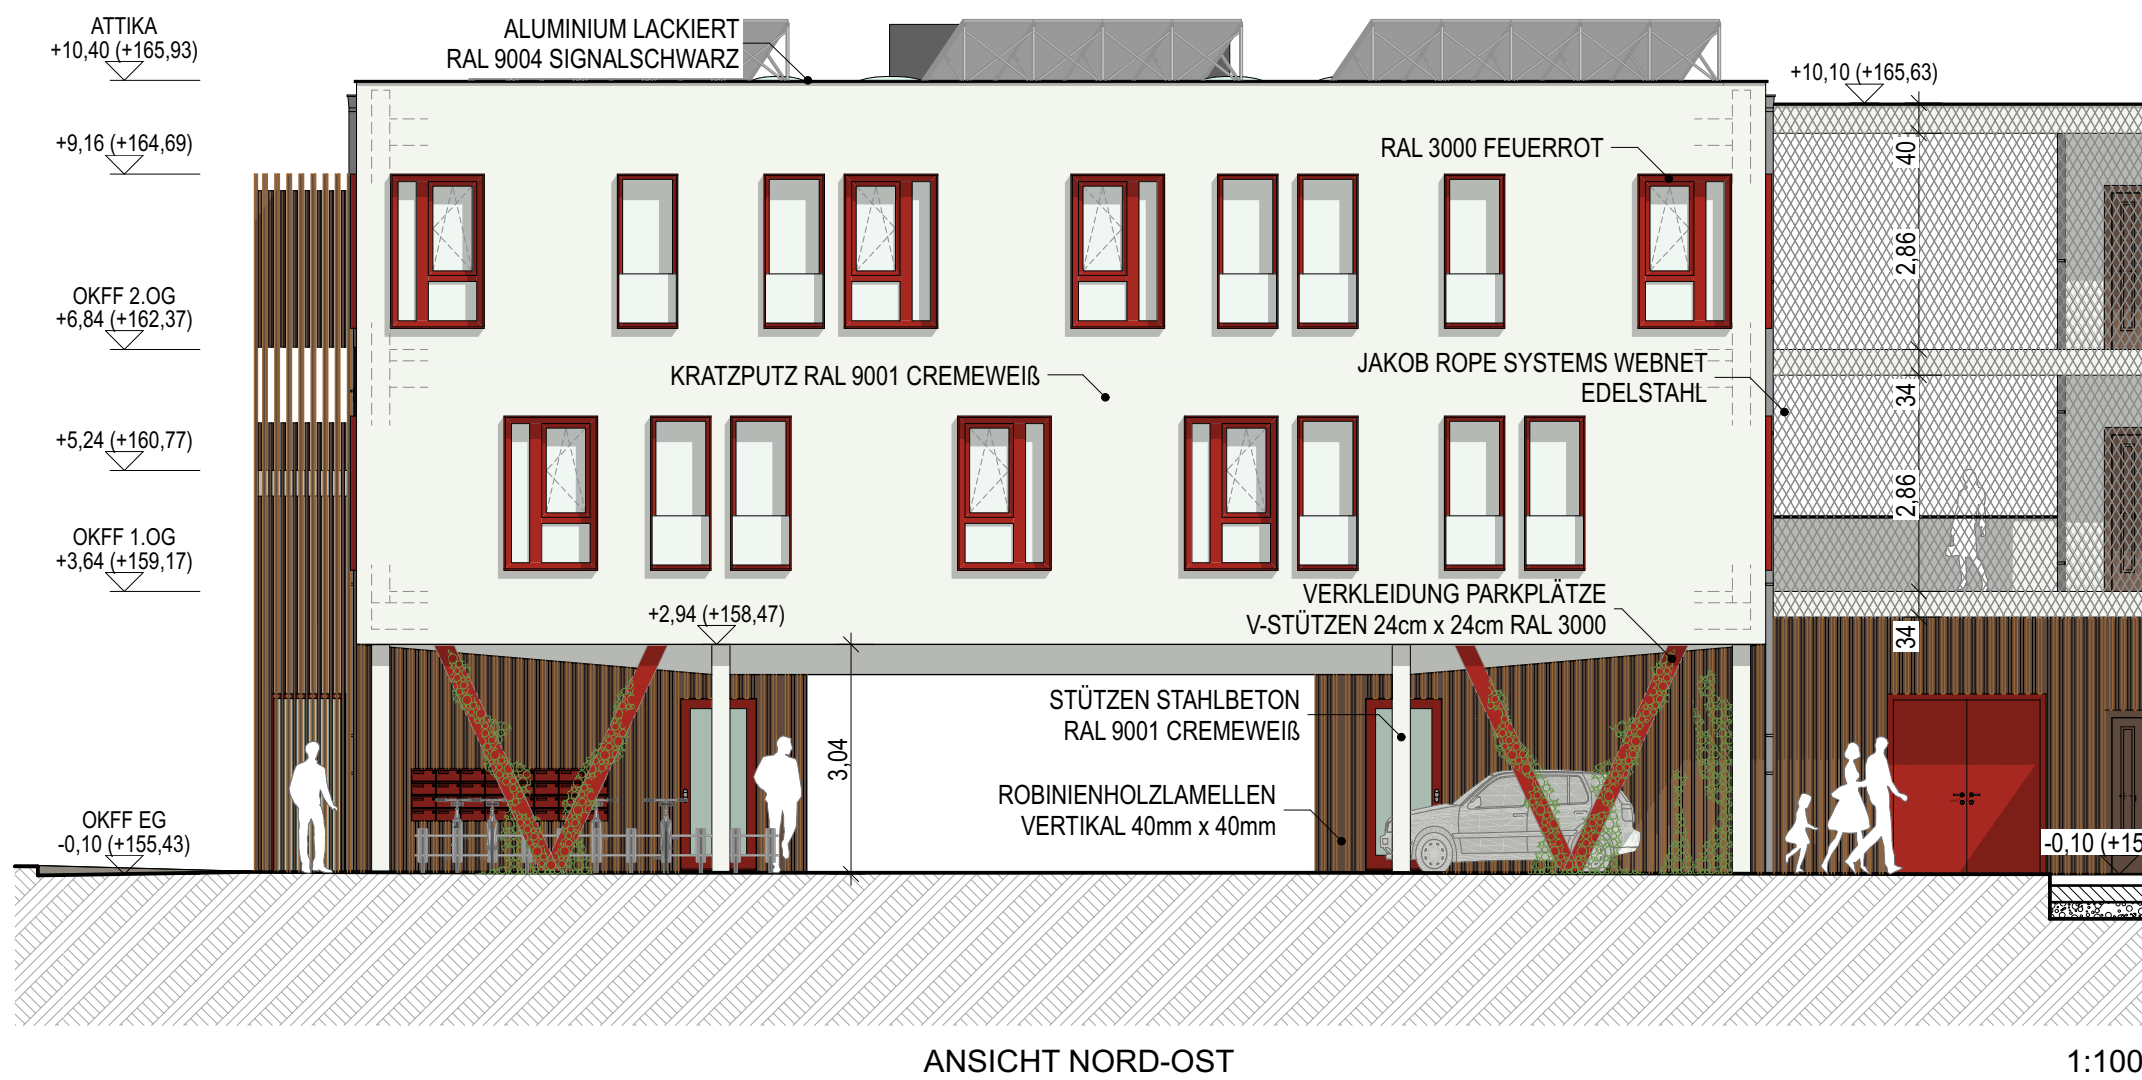 ATTIKA
+10,40 (+165,93)
ALUMINIUM LACKIERT
RAL 9004 SIGNALSCHWARZ
+10,10 (+165,63)
+9,16 (+164,69)
RAL 3000 FEUERROT
40
2,86
OKFF 2.OG
+6,84 (+162,37)
KRATZPUTZ RAL 9001 CREMEWEIß
JAKOB ROPE SYSTEMS WEBNET
EDELSTAHL
34
+5,24 (+160,77)
2,86
OKFF 1.OG
+3,64 (+159,17)
+2,94 (+158,47)
VERKLEIDUNG PARKPLÄTZE
V-STÜTZEN 24cm x 24cm RAL 3000
34
STÜTZEN STAHLBETON
RAL 9001 CREMEWEIß
3,04
ROBINIENHOLZLAMELLEN
VERTIKAL 40mm x 40mm
OKFF EG
-0,10 (+155,43)
-0,10 (+15
ANSICHT NORD-OST
1:100